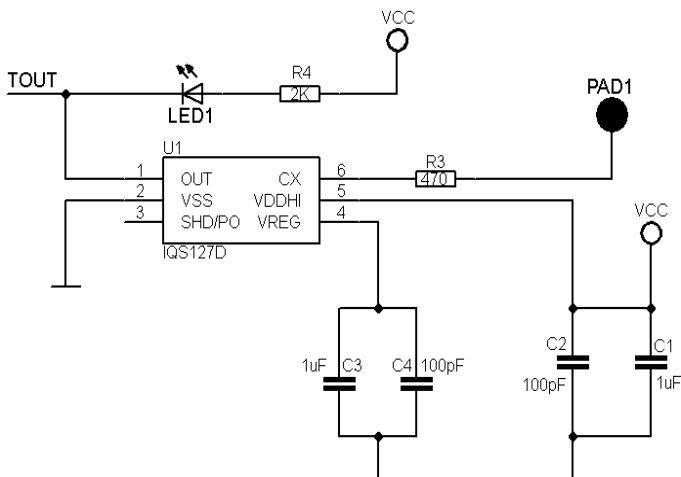 VCC
R4
2K
TOUT
LED1
PAD1
U1
1 OUT CX 6
2 VSS VDDHI 5
3 SHD/PO VREG 4
IQS127D
R3
470
VCC
1uF C3
C4 100pF
C2
100pF
C1
1uF